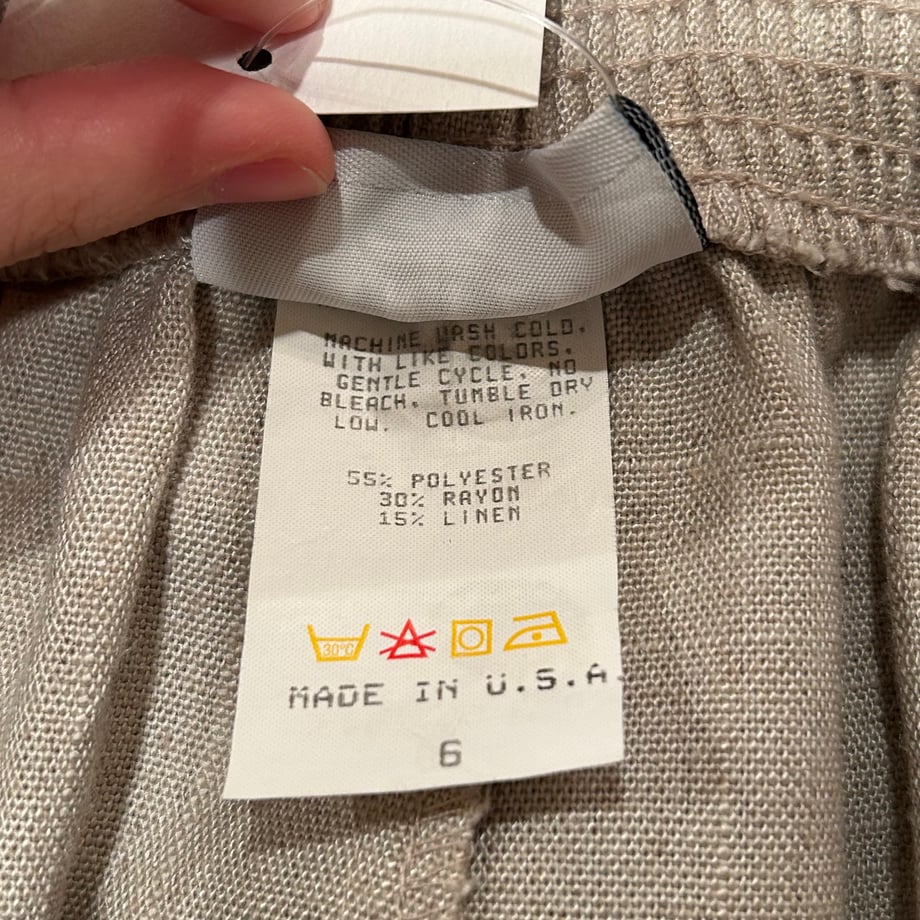 MACHINE WASH COLD.
WITH LIKE COLORS.
GENTLE CYCLE. NO
BLEACH. TUMBLE DRY
LOW. COOL IRON.
55% POLYESTER
30% RAYON
15% LINEN
30°C
MADE IN U.S.A.
6